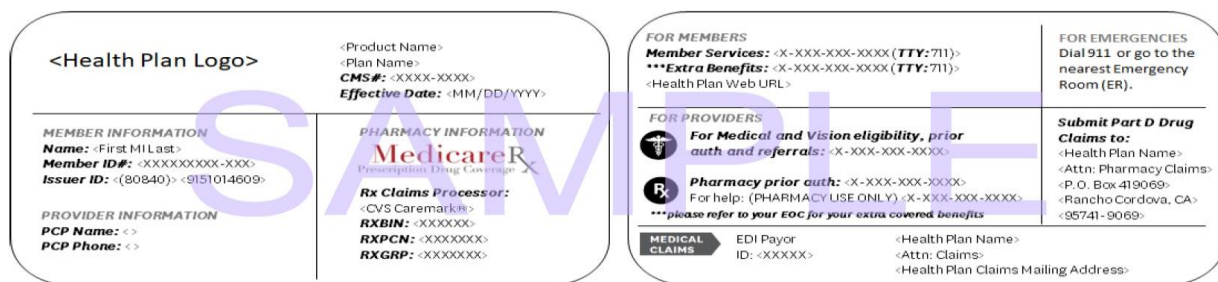 <Health Plan Logo>
<Product Name>
<Plan Name>
CMS#: <XXXX-XXXX>
Effective Date: <MM/DD/YYYY>
MEMBER INFORMATION
Name: <First MI Last>
Member ID#: <XXXXXXXXX-XXX>
Issuer ID: <(80840)> <9151014609>
PROVIDER INFORMATION
PCP Name: <>
PCP Phone: <>
PHARMACY INFORMATION
MedicareRx
Prescription Drug Coverage
Rx Claims Processor:
<CVS Caremark®>
RXBIN: <XXXXXX>
RXPCN: <XXXXXXX>
RXGRP: <XXXXXXX>
FOR MEMBERS
Member Services: <X-XXX-XXX-XXXX (TTY:711)>
***Extra Benefits: <X-XXX-XXX-XXXX (TTY:711)>
<Health Plan Web URL>
FOR EMERGENCIES
Dial 911 or go to the
nearest Emergency
Room (ER).
FOR PROVIDERS
For Medical and Vision eligibility, prior
auth and referrals: <X-XXX-XXX-XXXX>
Rx
Pharmacy prior auth: <X-XXX-XXX-XXXX>
For help: (PHARMACY USE ONLY) <X-XXX-XXX-XXXX>
***please refer to your EOC for your extra covered benefits
Submit Part D Drug
Claims to:
<Health Plan Name>
<Attn: Pharmacy Claims>
<P.O. Box 419069>
<Rancho Cordova, CA>
<95741-9069>
MEDICAL
CLAIMS
EDI Payor
ID: <XXXXX>
<Health Plan Name>
<Attn: Claims>
<Health Plan Claims Mailing Address>
SAMPLE